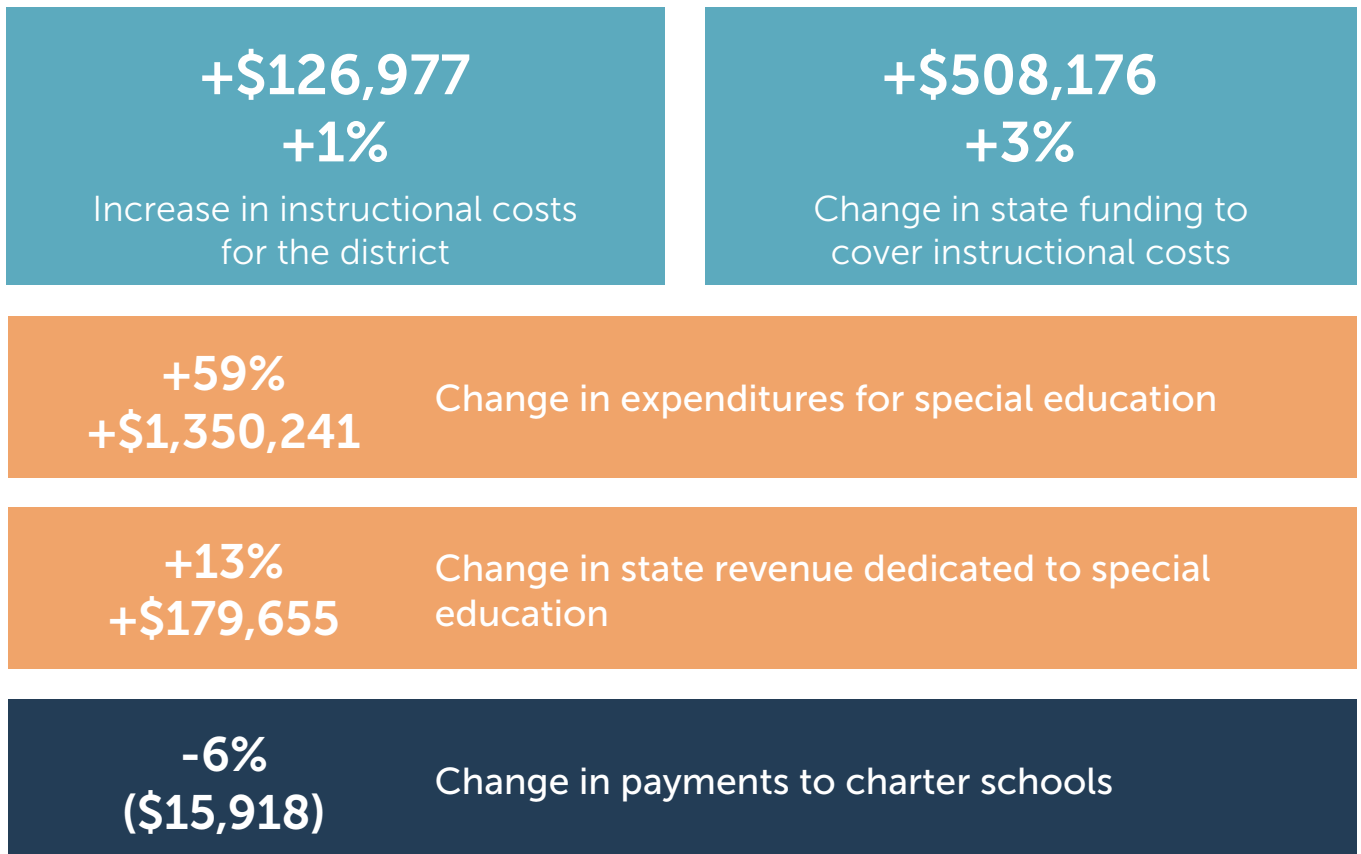 +$126,977
+1%
Increase in instructional costs
for the district
+$508,176
+3%
Change in state funding to
cover instructional costs
+59%
+$1,350,241
Change in expenditures for special education
+13%
+$179,655
Change in state revenue dedicated to special
education
-6%
($15,918)
Change in payments to charter schools